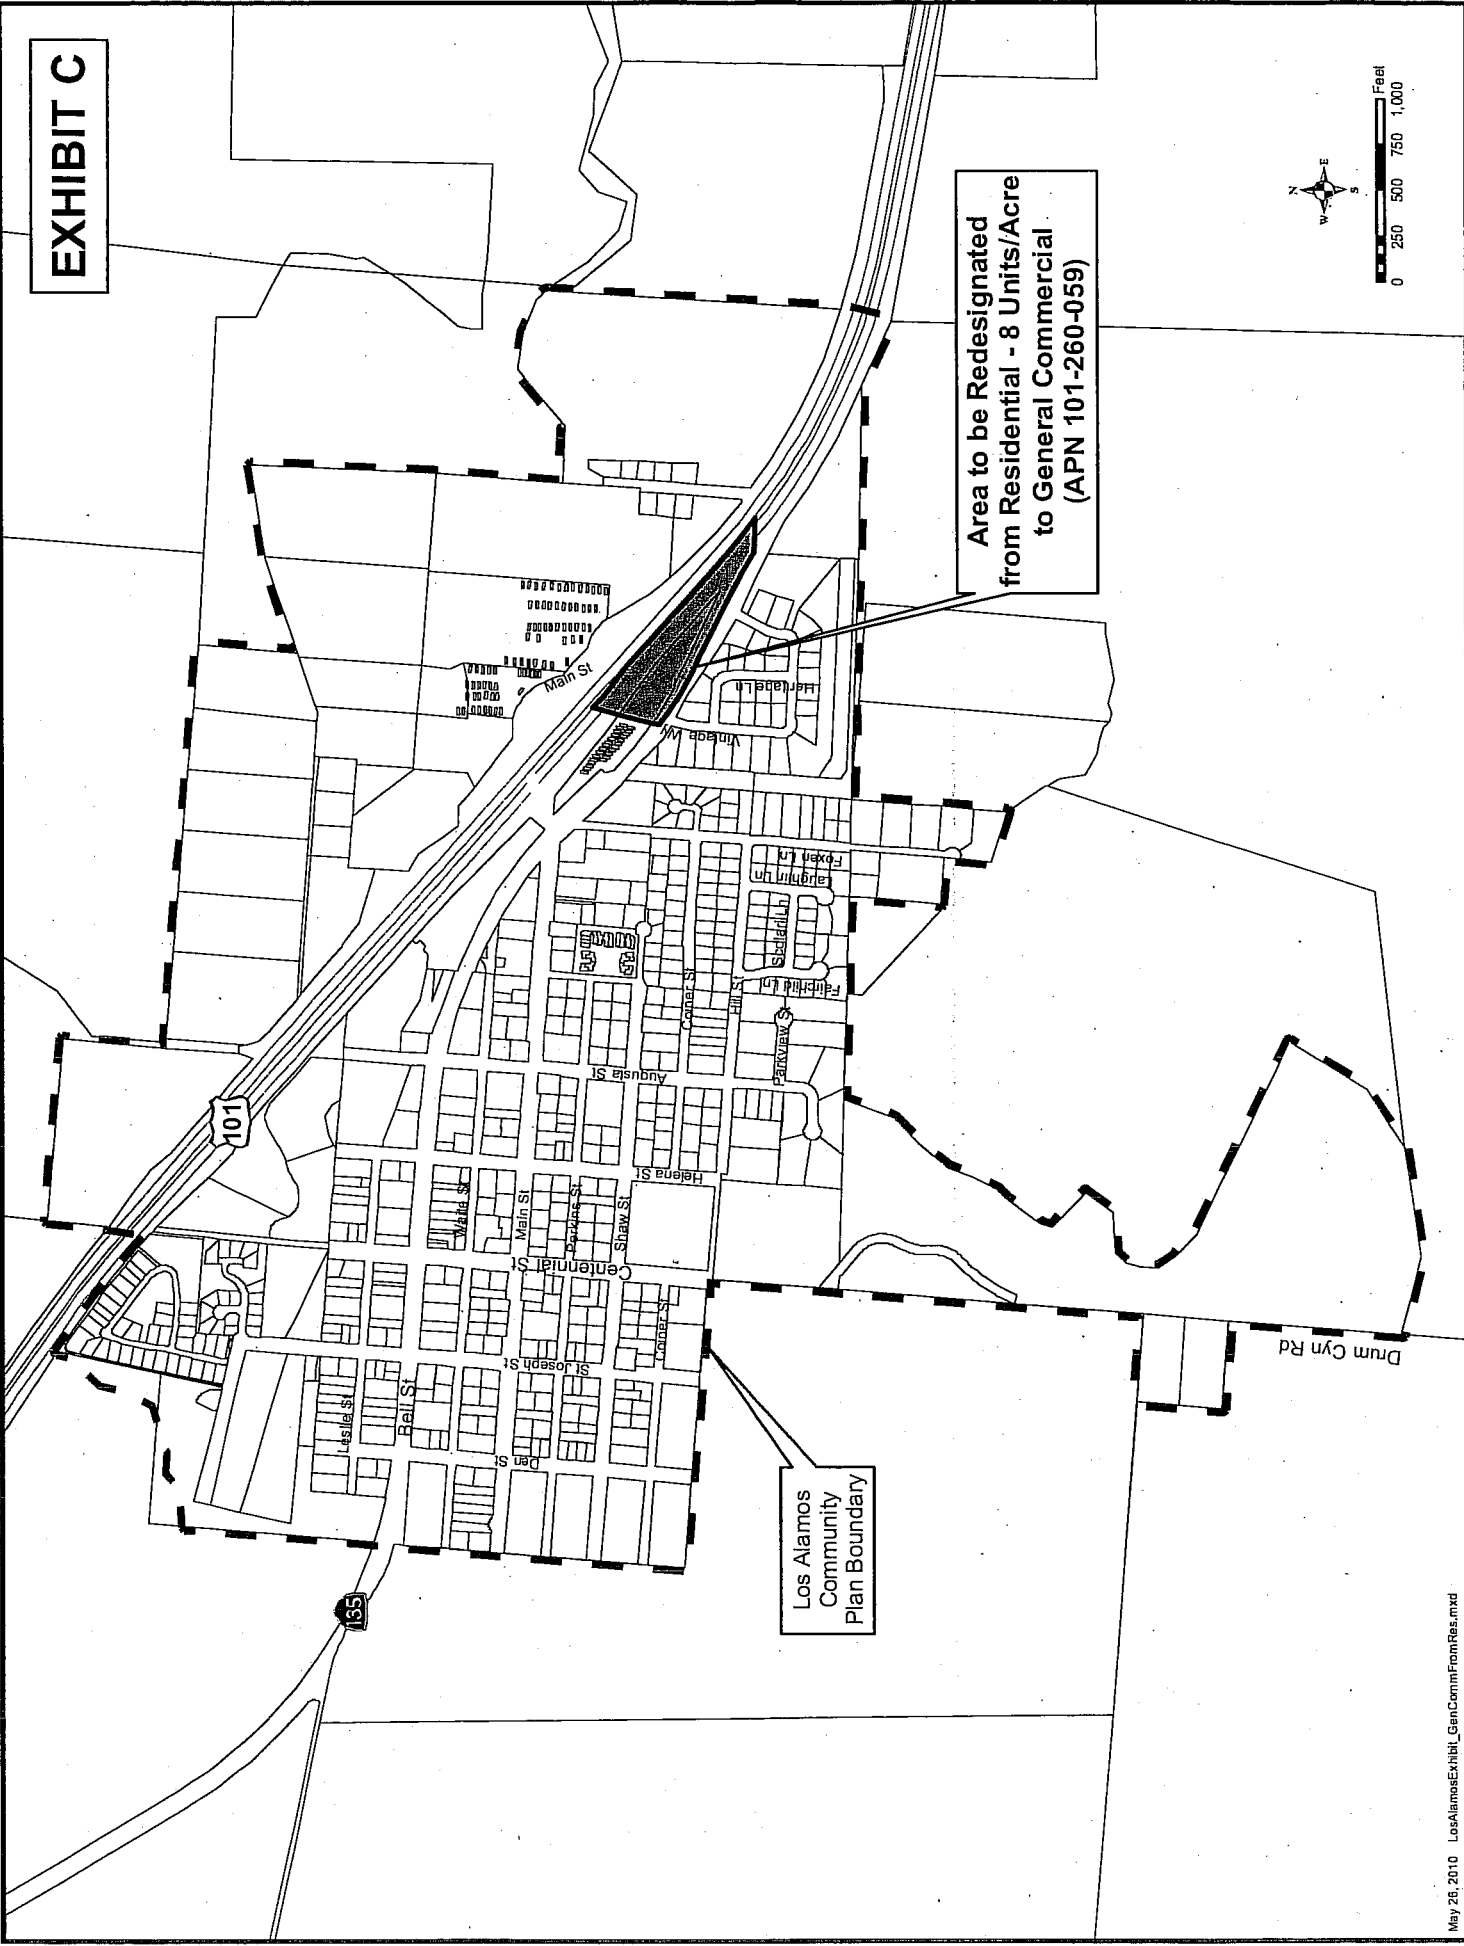 EXHIBIT C
101
135
Main St
Vintage Wy
Heritage Ln
Foxen Ln
Laughlin Ln
Scolari Ln
Fairchild Ln
Parkview St
Hill St
Coiner St
Augusta St
Helena St
Waite St
Main St
Perkins St
Shaw St
Centennial St
Coiner St
St Joseph St
Leslie St
Bell St
Den St
Drum Cyn Rd
Area to be Redesignated
from Residential - 8 Units/Acre
to General Commercial
(APN 101-260-059)
Los Alamos
Community
Plan Boundary
N
W
E
S
0 250 500 750 1,000
Feet
May 26, 2010 LosAlamosExhibit_GenCommFromRes.mxd